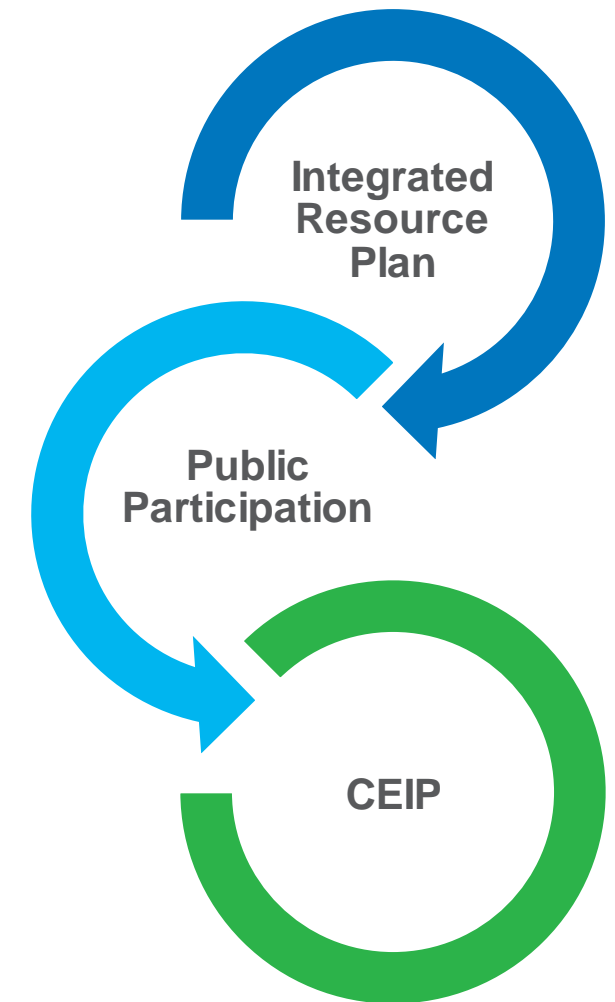 Integrated
Resource
Plan
Public
Participation
CEIP